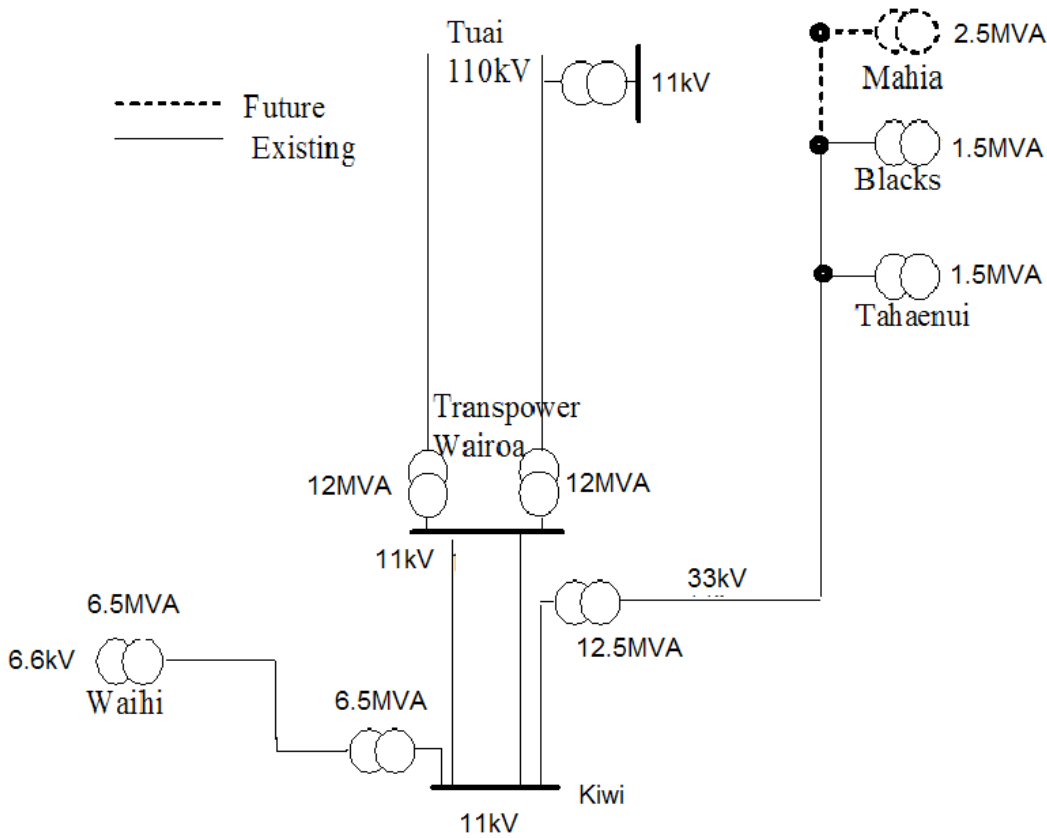 Tuai
110kV
11kV
2.5MVA
Mahia
Future
Existing
1.5MVA
Blacks
1.5MVA
Tahaenui
Transpower
Wairoa
12MVA
12MVA
11kV
33kV
12.5MVA
6.5MVA
6.6kV
Waihi
6.5MVA
Kiwi
11kV